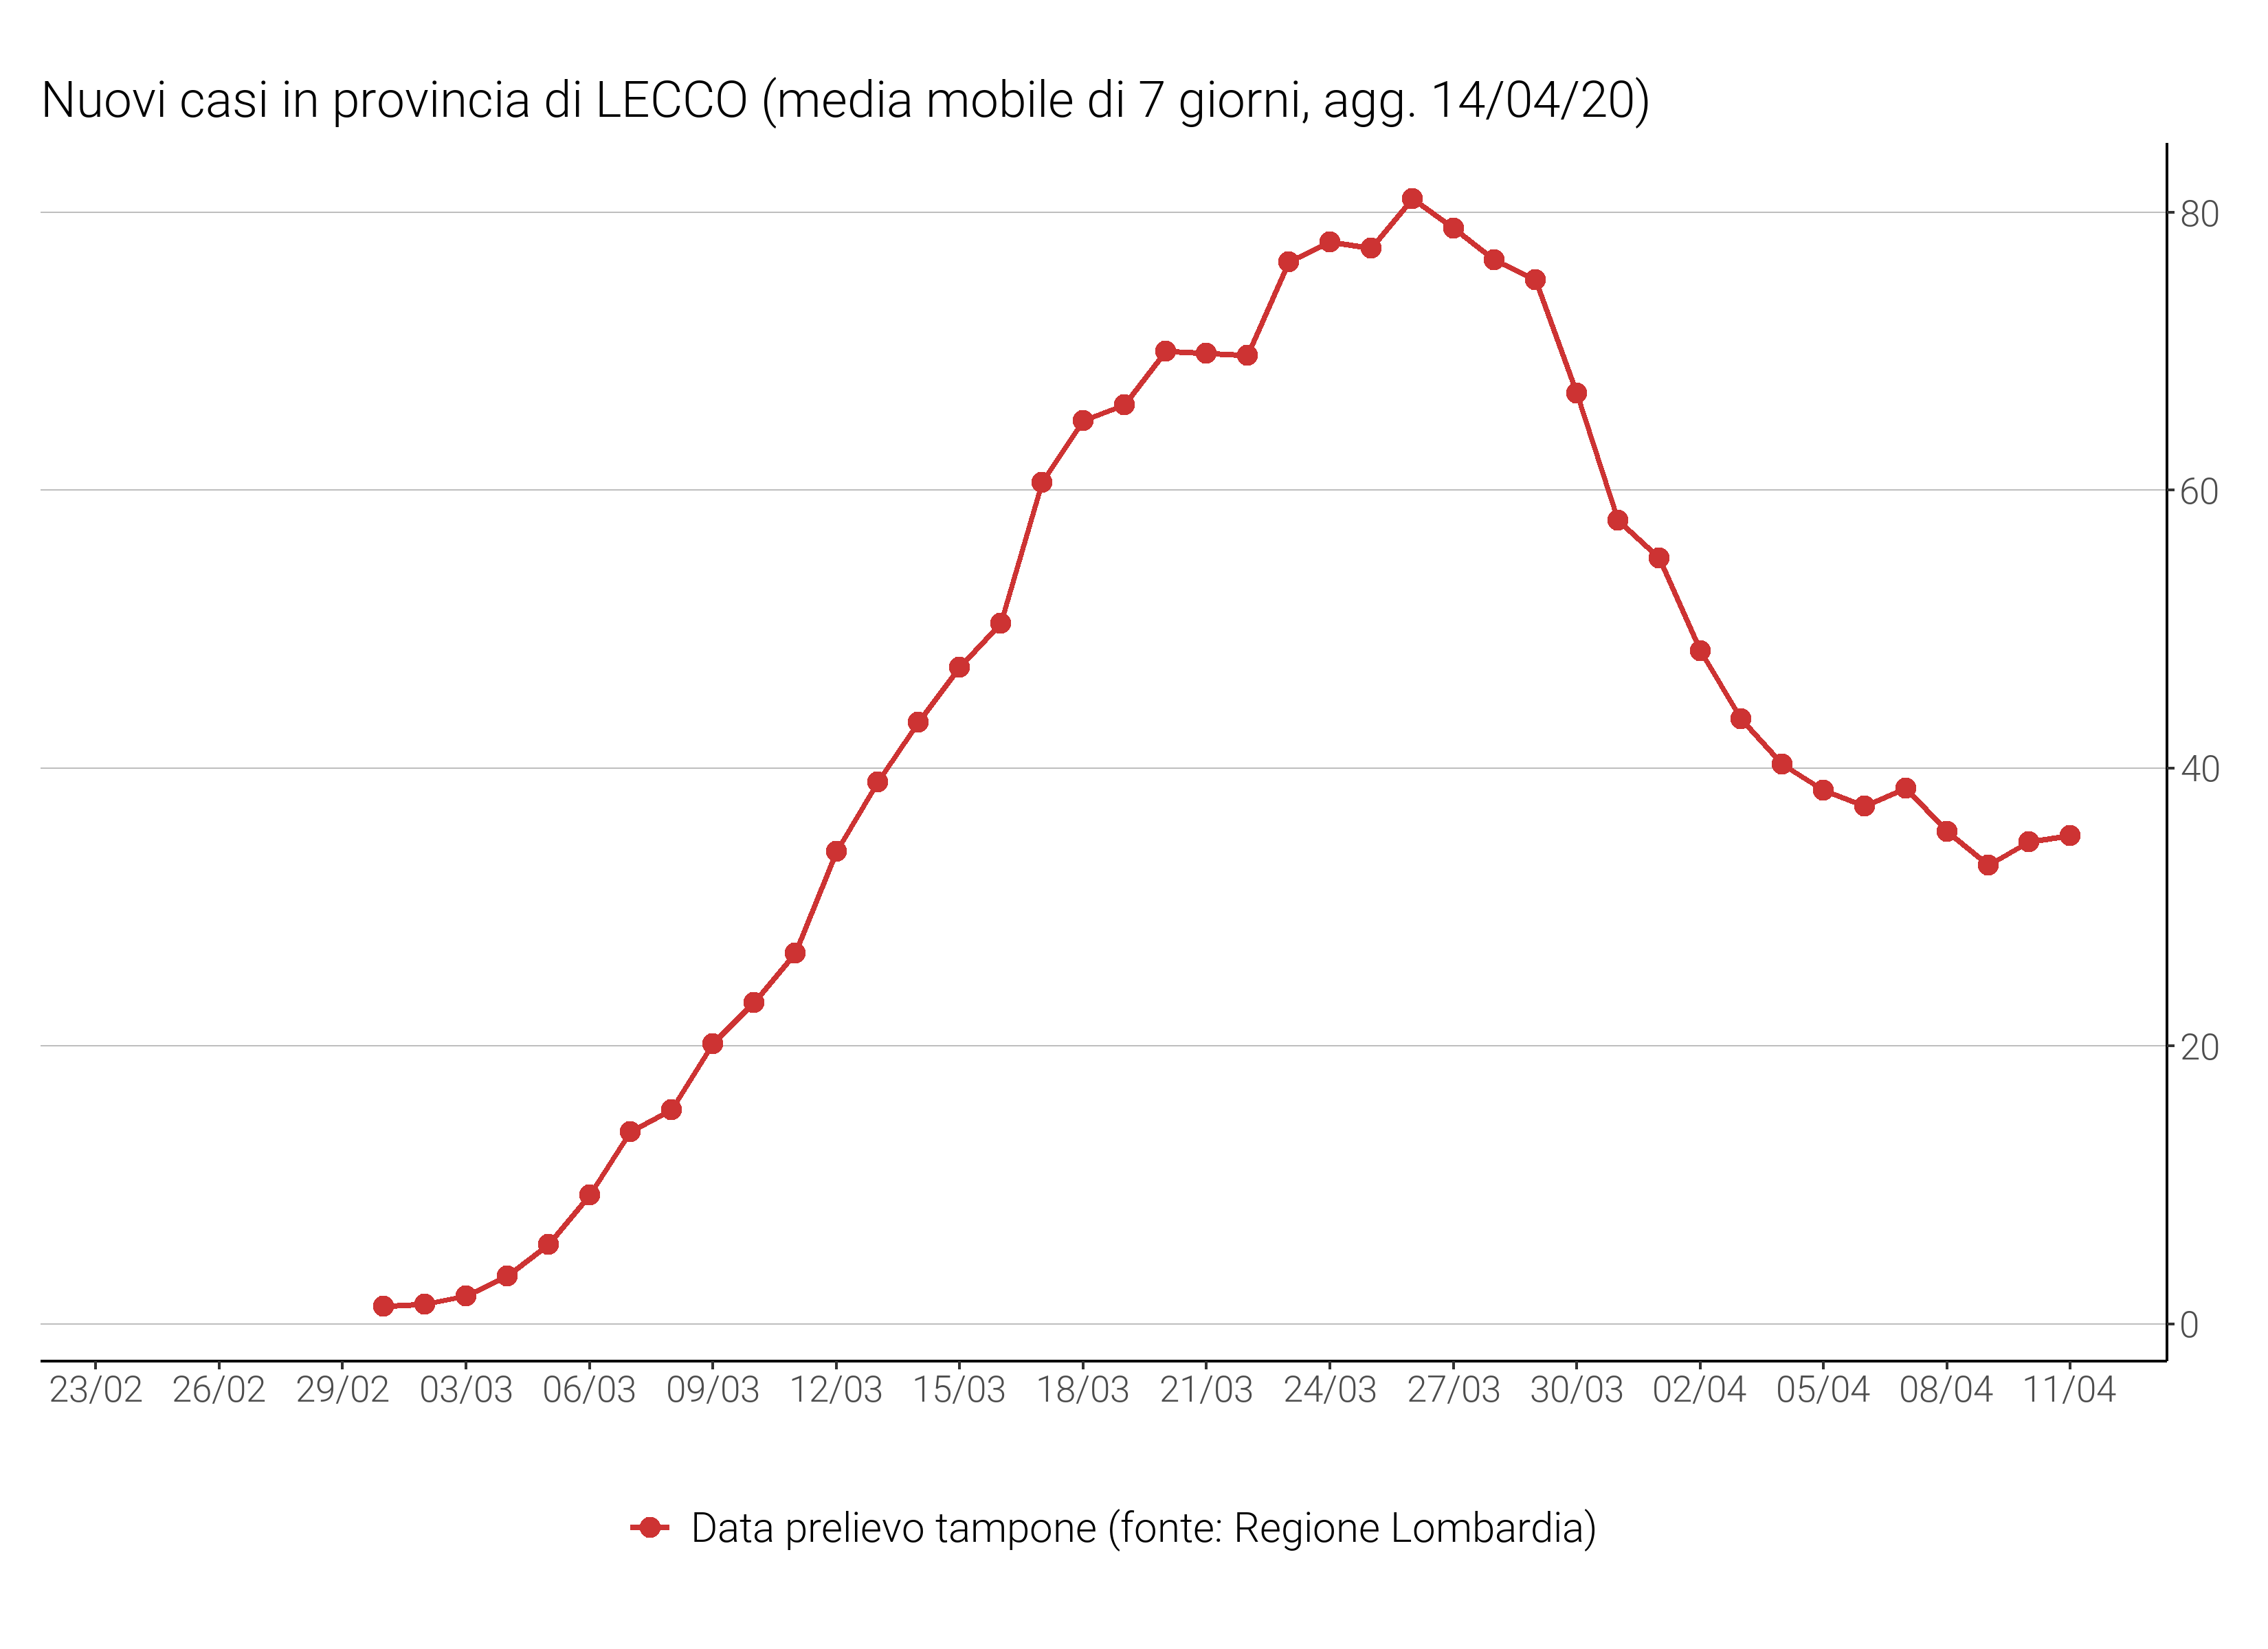 Nuovi casi in provincia di LECCO (media mobile di 7 giorni, agg. 14/04/20)
80
60
40
20
0
23/02 26/02 29/02 03/03 06/03 09/03 12/03 15/03 18/03 21/03 24/03 27/03 30/03 02/04 05/04 08/04 11/04
Data prelievo tampone (fonte: Regione Lombardia)